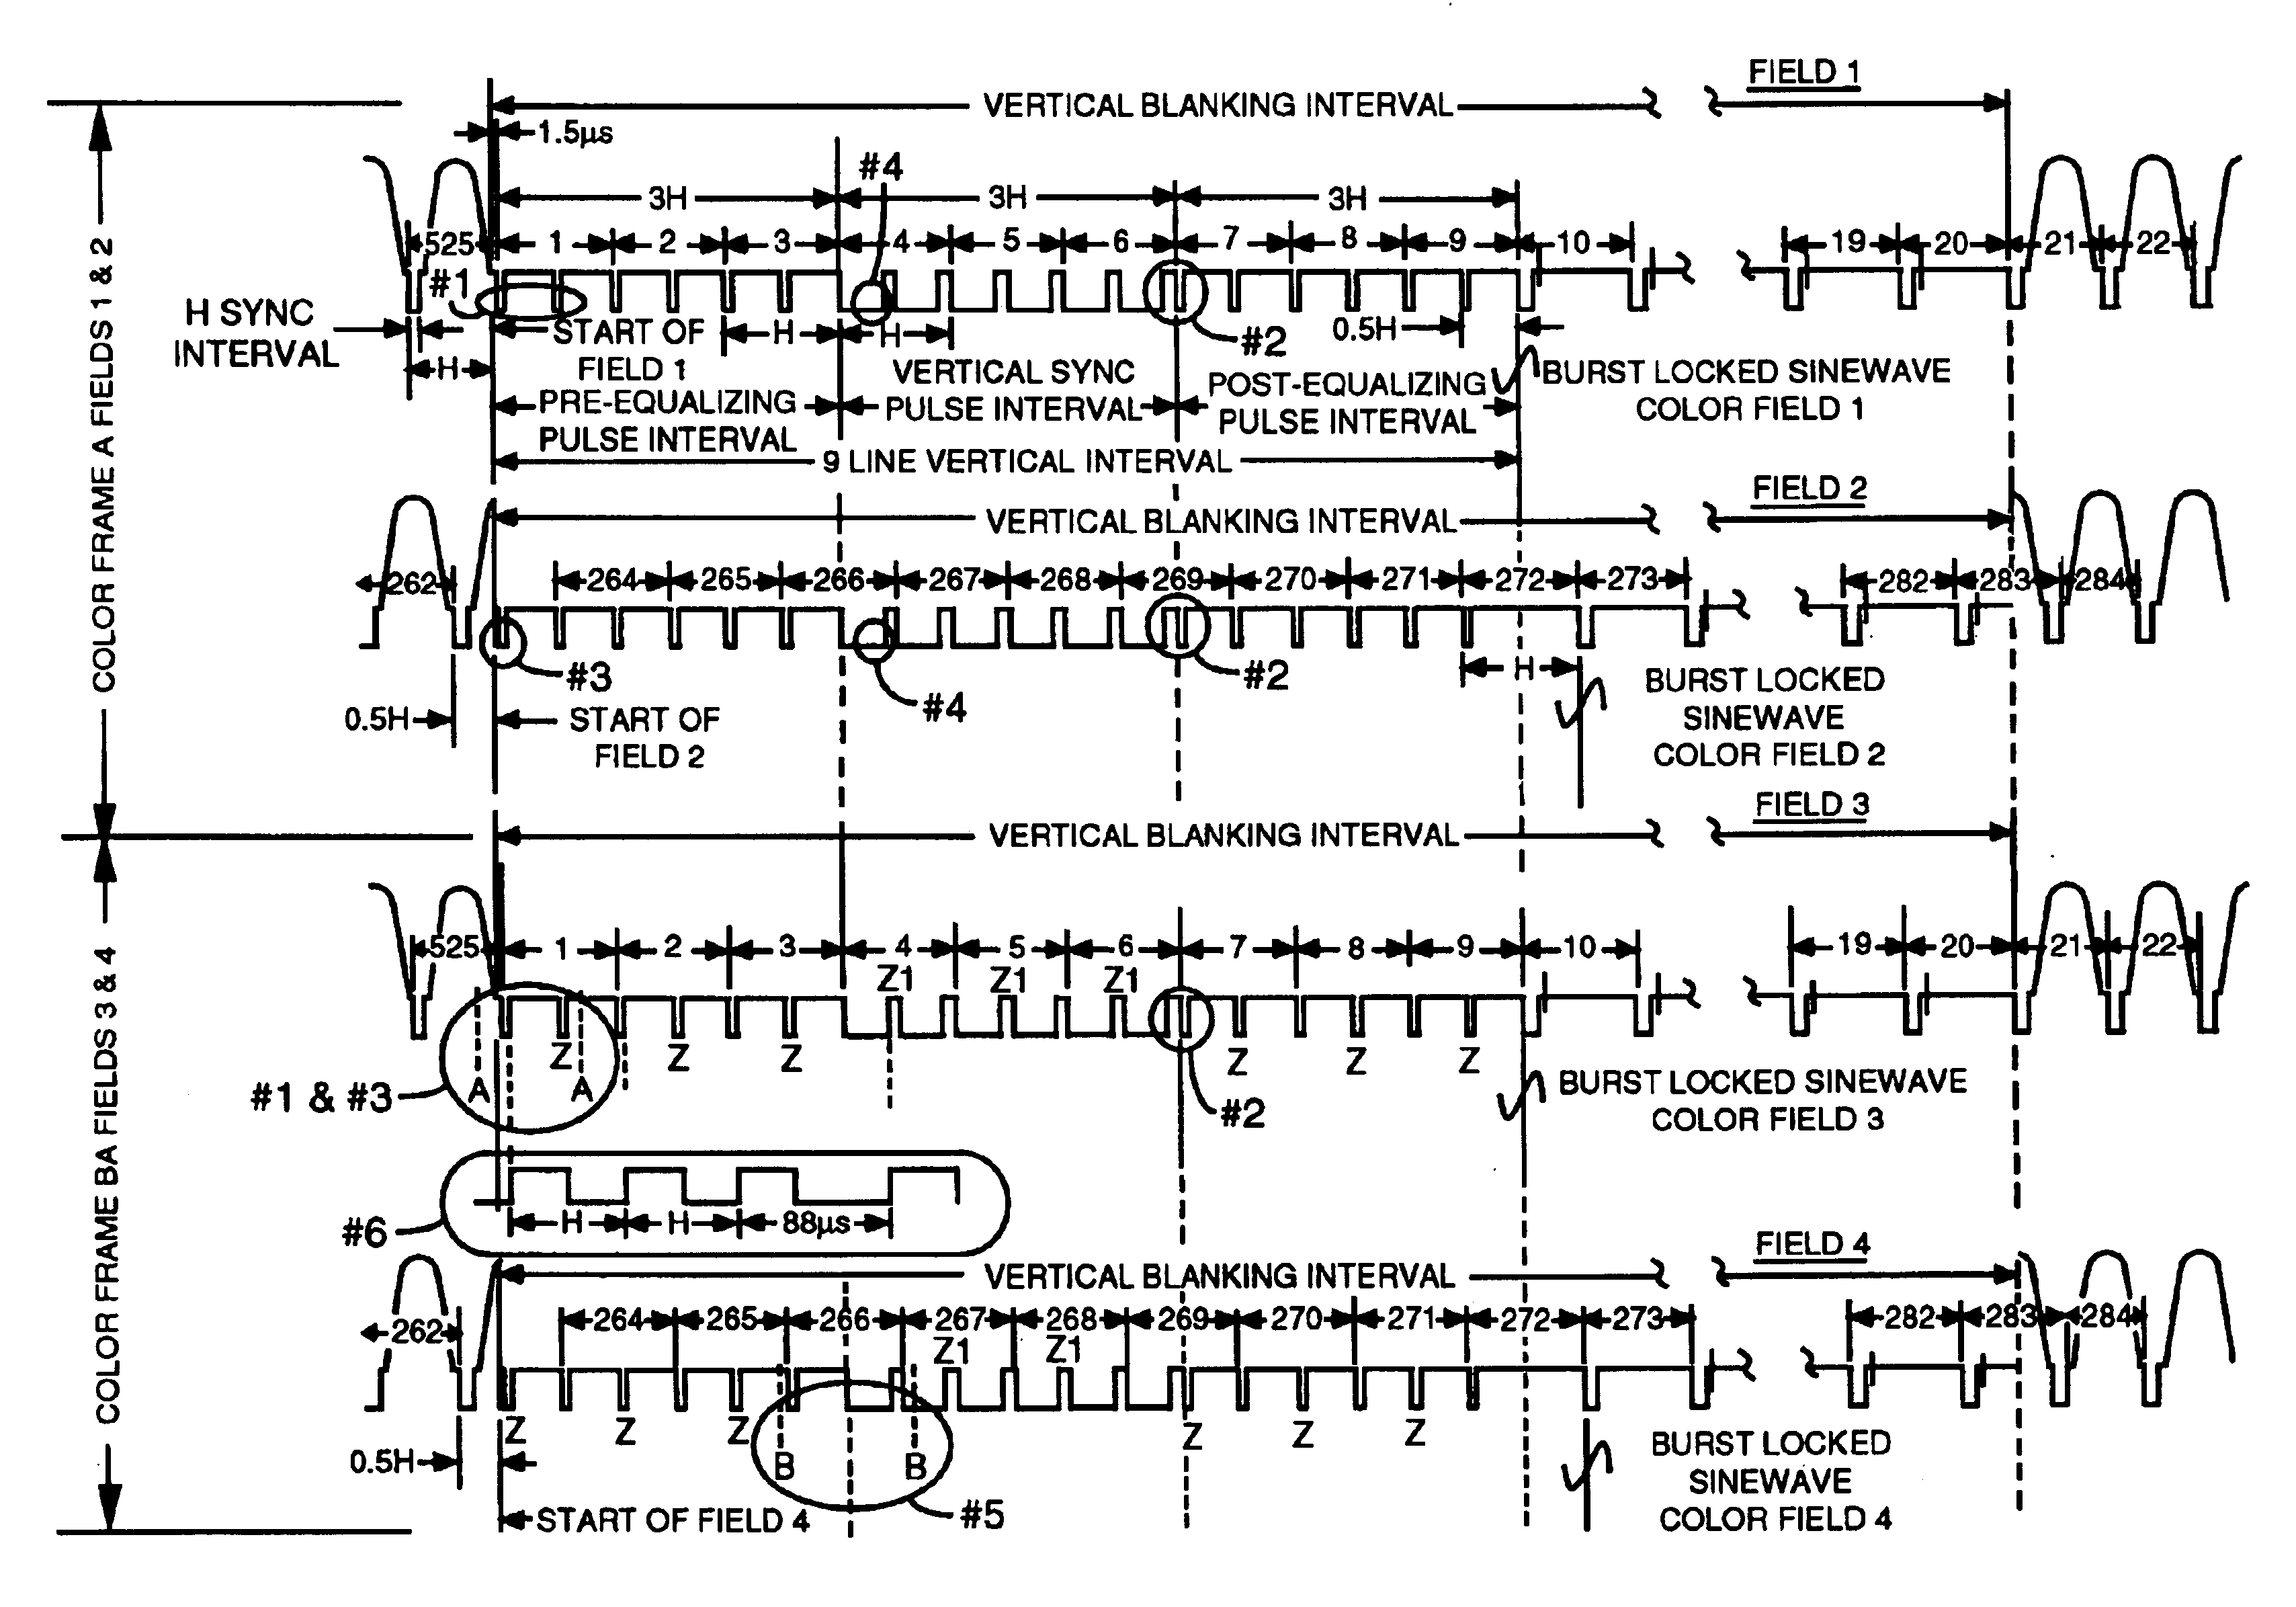 FIELD 1
VERTICAL BLANKING INTERVAL
1.5µs
#4
3H 3H 3H
525 1 2 3 4 5 6 7 8 9 10 19 20 21 22
#1
H SYNC INTERVAL
START OF FIELD 1
H H H
#2
0.5H
PRE-EQUALIZING PULSE INTERVAL
VERTICAL SYNC PULSE INTERVAL
POST-EQUALIZING PULSE INTERVAL
BURST LOCKED SINEWAVE
COLOR FIELD 1
9 LINE VERTICAL INTERVAL
COLOR FRAME A FIELDS 1 & 2
FIELD 2
VERTICAL BLANKING INTERVAL
262 264 265 266 267 268 269 270 271 272 273 282 283 284
#3
#4
#2
H
0.5H
START OF
FIELD 2
BURST LOCKED
SINEWAVE
COLOR FIELD 2
FIELD 3
VERTICAL BLANKING INTERVAL
525 1 2 3 4 5 6 7 8 9 10 19 20 21 22
Z1 Z1 Z1
A Z A Z Z Z Z Z
#1 & #3
#2
BURST LOCKED SINEWAVE
COLOR FIELD 3
COLOR FRAME BA FIELDS 3 & 4
H H 88µs
#6
FIELD 4
VERTICAL BLANKING INTERVAL
262 264 265 266 267 268 269 270 271 272 273 282 283 284
Z1 Z1
Z Z Z Z Z Z
B B
0.5H
#5
START OF FIELD 4
BURST LOCKED
SINEWAVE
COLOR FIELD 4